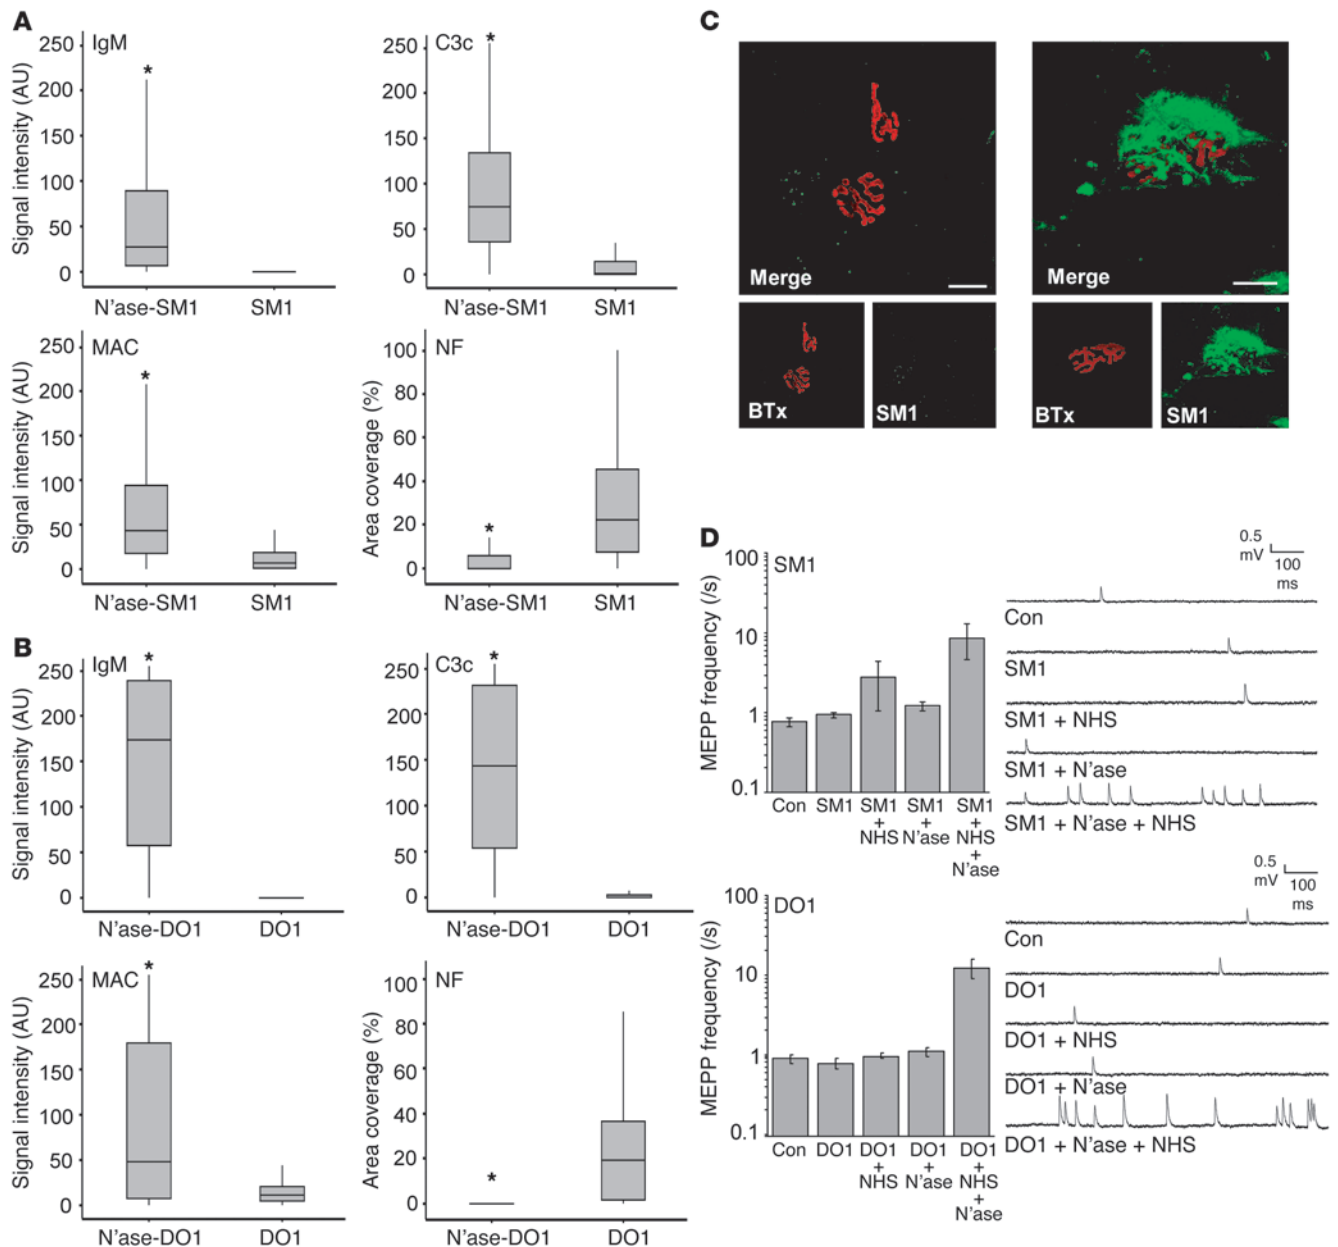 A
IgM
Signal intensity (AU)
250
200
150
100
50
0
*
N'ase-SM1 SM1
C3c
250
200
150
100
50
0
*
N'ase-SM1 SM1
MAC
Signal intensity (AU)
250
200
150
100
50
0
*
N'ase-SM1 SM1
NF
Area coverage (%)
100
80
60
40
20
0
*
N'ase-SM1 SM1
B
IgM
Signal intensity (AU)
250
200
150
100
50
0
*
N'ase-DO1 DO1
C3c
250
200
150
100
50
0
*
N'ase-DO1 DO1
MAC
Signal intensity (AU)
250
200
150
100
50
0
*
N'ase-DO1 DO1
NF
Area coverage (%)
100
80
60
40
20
0
*
N'ase-DO1 DO1
C
Merge
BTx
SM1
Merge
BTx
SM1
D
SM1
MEPP frequency (/s)
100
10
1
0.1
Con SM1 SM1 SM1 SM1
+ + +
NHS N'ase NHS
+
N'ase
0.5
mV
100
ms
Con
SM1
SM1 + NHS
SM1 + N'ase
SM1 + N'ase + NHS
DO1
MEPP frequency (/s)
100
10
1
0.1
Con DO1 DO1 DO1 DO1
+ + +
NHS N'ase NHS
+
N'ase
0.5
mV
100
ms
Con
DO1
DO1 + NHS
DO1 + N'ase
DO1 + N'ase + NHS